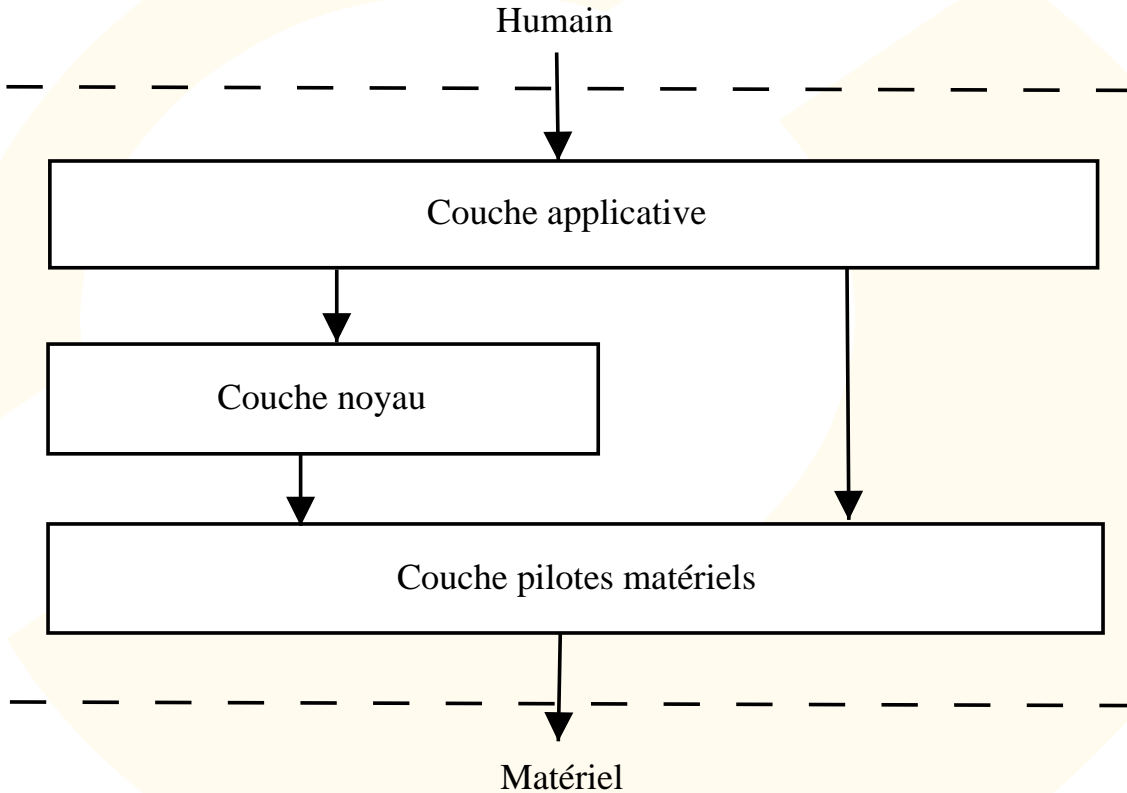 Humain
Couche applicative
Couche noyau
Couche pilotes matériels
Matériel